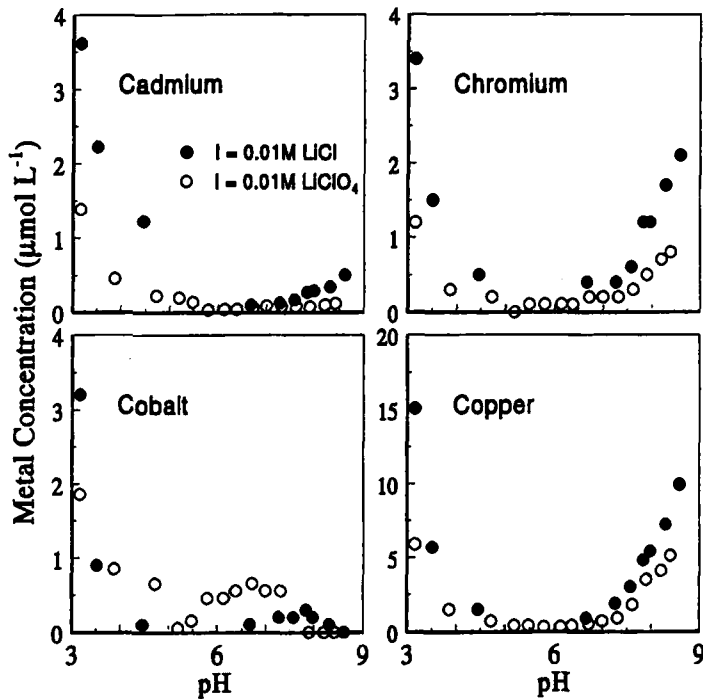 Metal Concentration (µmol L⁻¹)
4
3
2
1
0
Cadmium
● I = 0.01M LiCl
○ I = 0.01M LiClO₄
4
3
2
1
0
Chromium
4
3
2
1
0
Cobalt
3 6 9
pH
20
15
10
5
0
Copper
3 6 9
pH